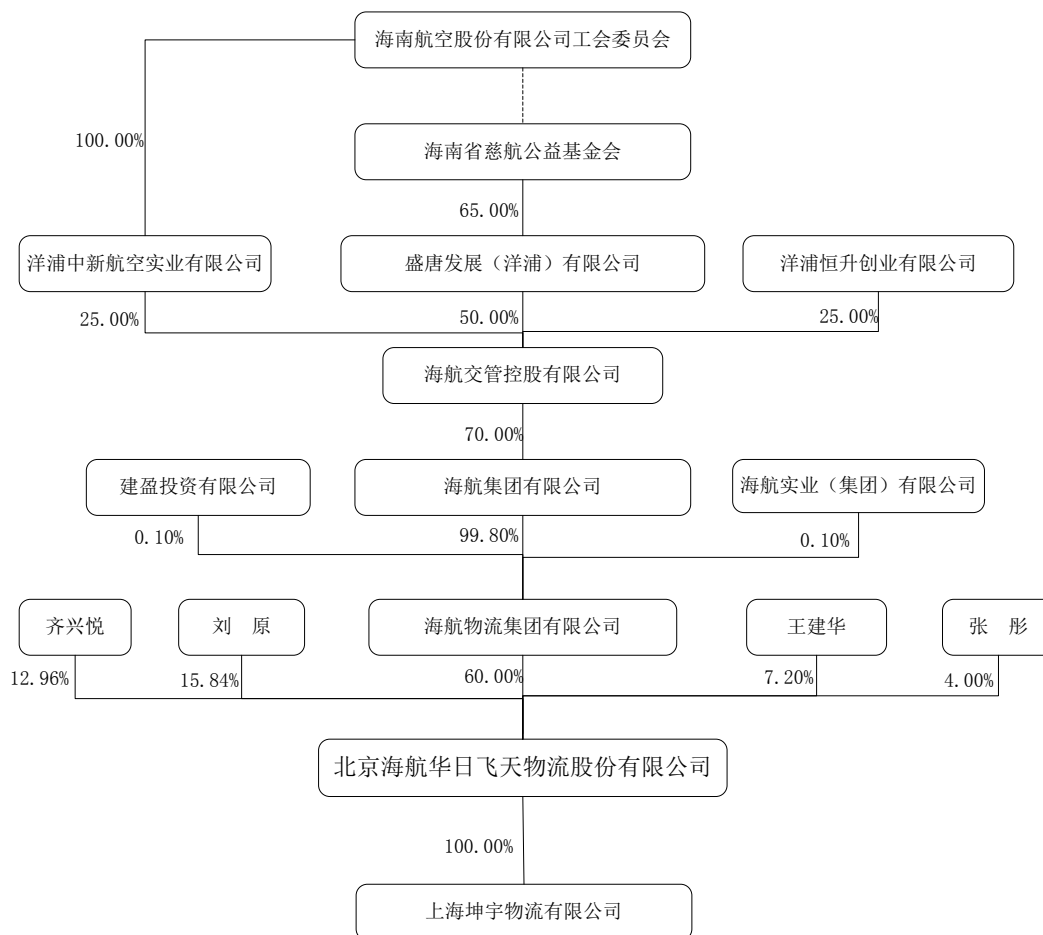 海南航空股份有限公司工会委员会
100.00%
海南省慈航公益基金会
65.00%
洋浦中新航空实业有限公司
盛唐发展（洋浦）有限公司
洋浦恒升创业有限公司
25.00%
50.00%
25.00%
海航交管控股有限公司
70.00%
建盈投资有限公司
海航集团有限公司
海航实业（集团）有限公司
0.10%
99.80%
0.10%
齐兴悦
刘　原
海航物流集团有限公司
王建华
张　彤
12.96%
15.84%
60.00%
7.20%
4.00%
北京海航华日飞天物流股份有限公司
100.00%
上海坤宇物流有限公司